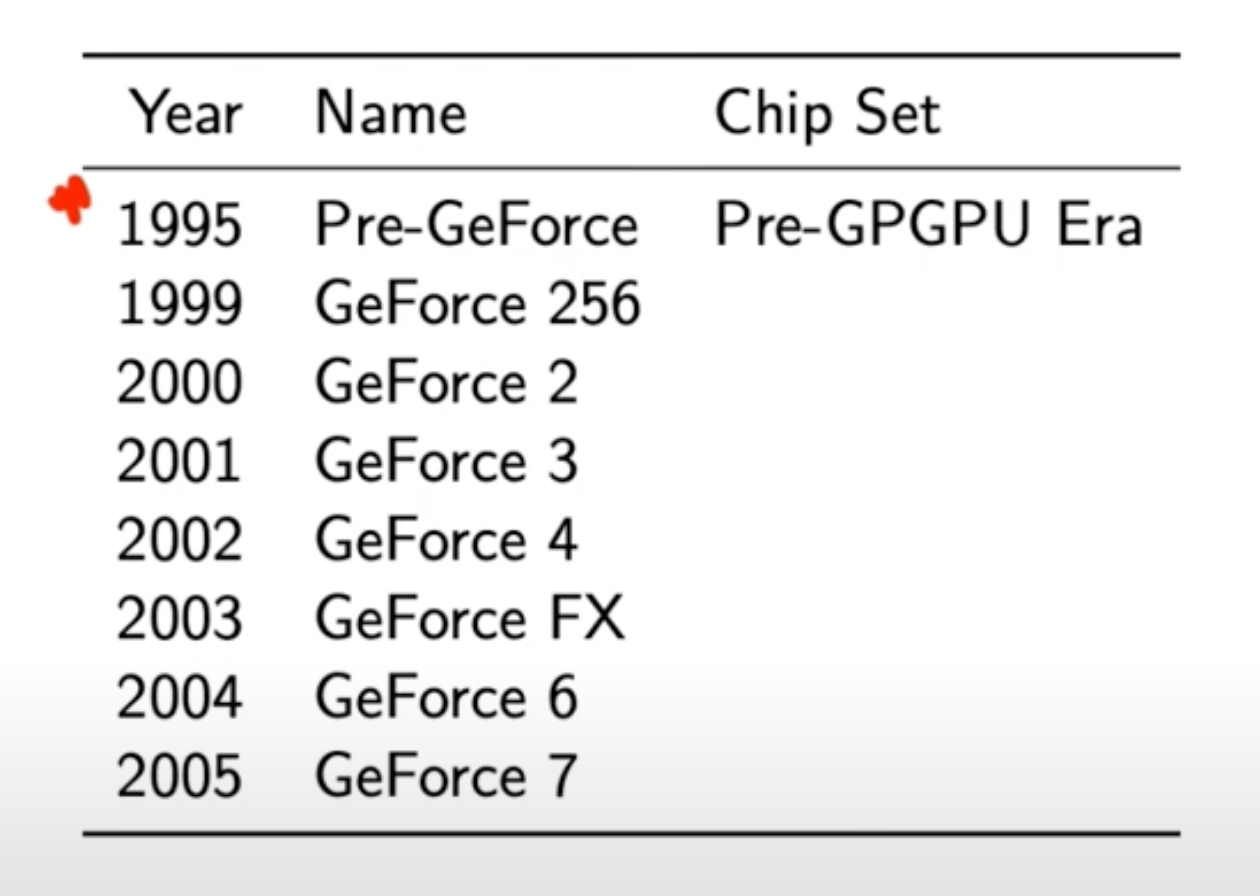 Year Name Chip Set
1995 Pre-GeForce Pre-GPGPU Era
1999 GeForce 256
2000 GeForce 2
2001 GeForce 3
2002 GeForce 4
2003 GeForce FX
2004 GeForce 6
2005 GeForce 7